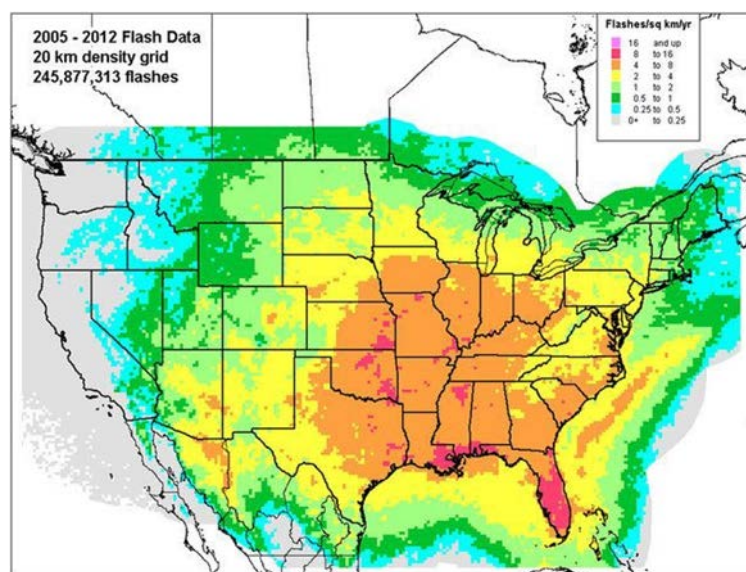 2005 - 2012 Flash Data
20 km density grid
245,877,313 flashes
Flashes/sq km/yr
16 and up
8 to 16
4 to 8
2 to 4
1 to 2
0.5 to 1
0.25 to 0.5
0+ to 0.25